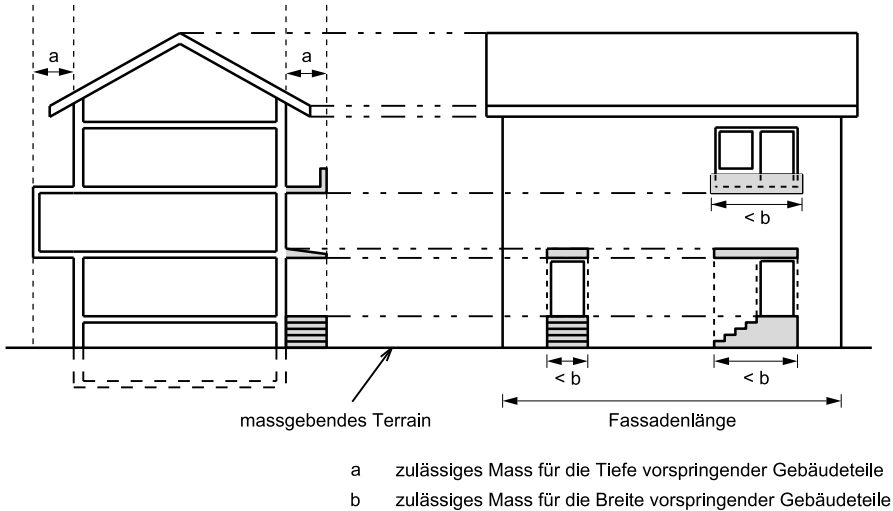 a
a
< b
< b
< b
massgebendes Terrain
Fassadenlänge
a zulässiges Mass für die Tiefe vorspringender Gebäudeteile
b zulässiges Mass für die Breite vorspringender Gebäudeteile